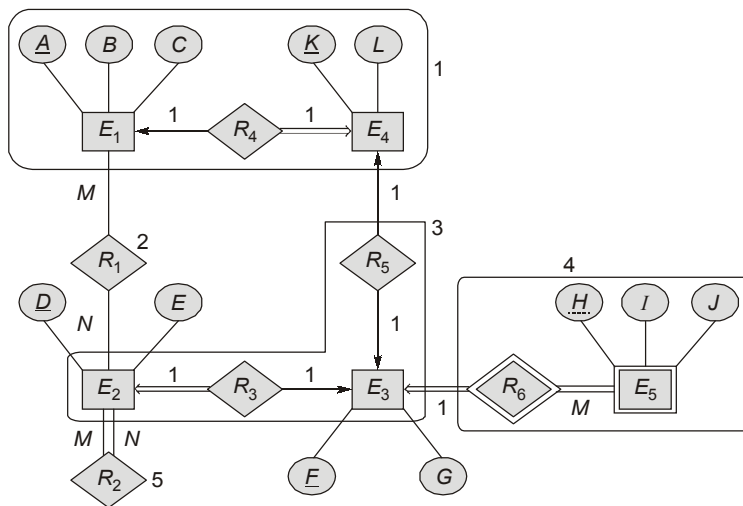 A B C K L
1
E1 1 R4 1 E4
M 1
3
R1 2 R5
4
H I J
D E N 1
E2 1 R3 1 E3 1 R6 M E5
M N
R2 5 F G